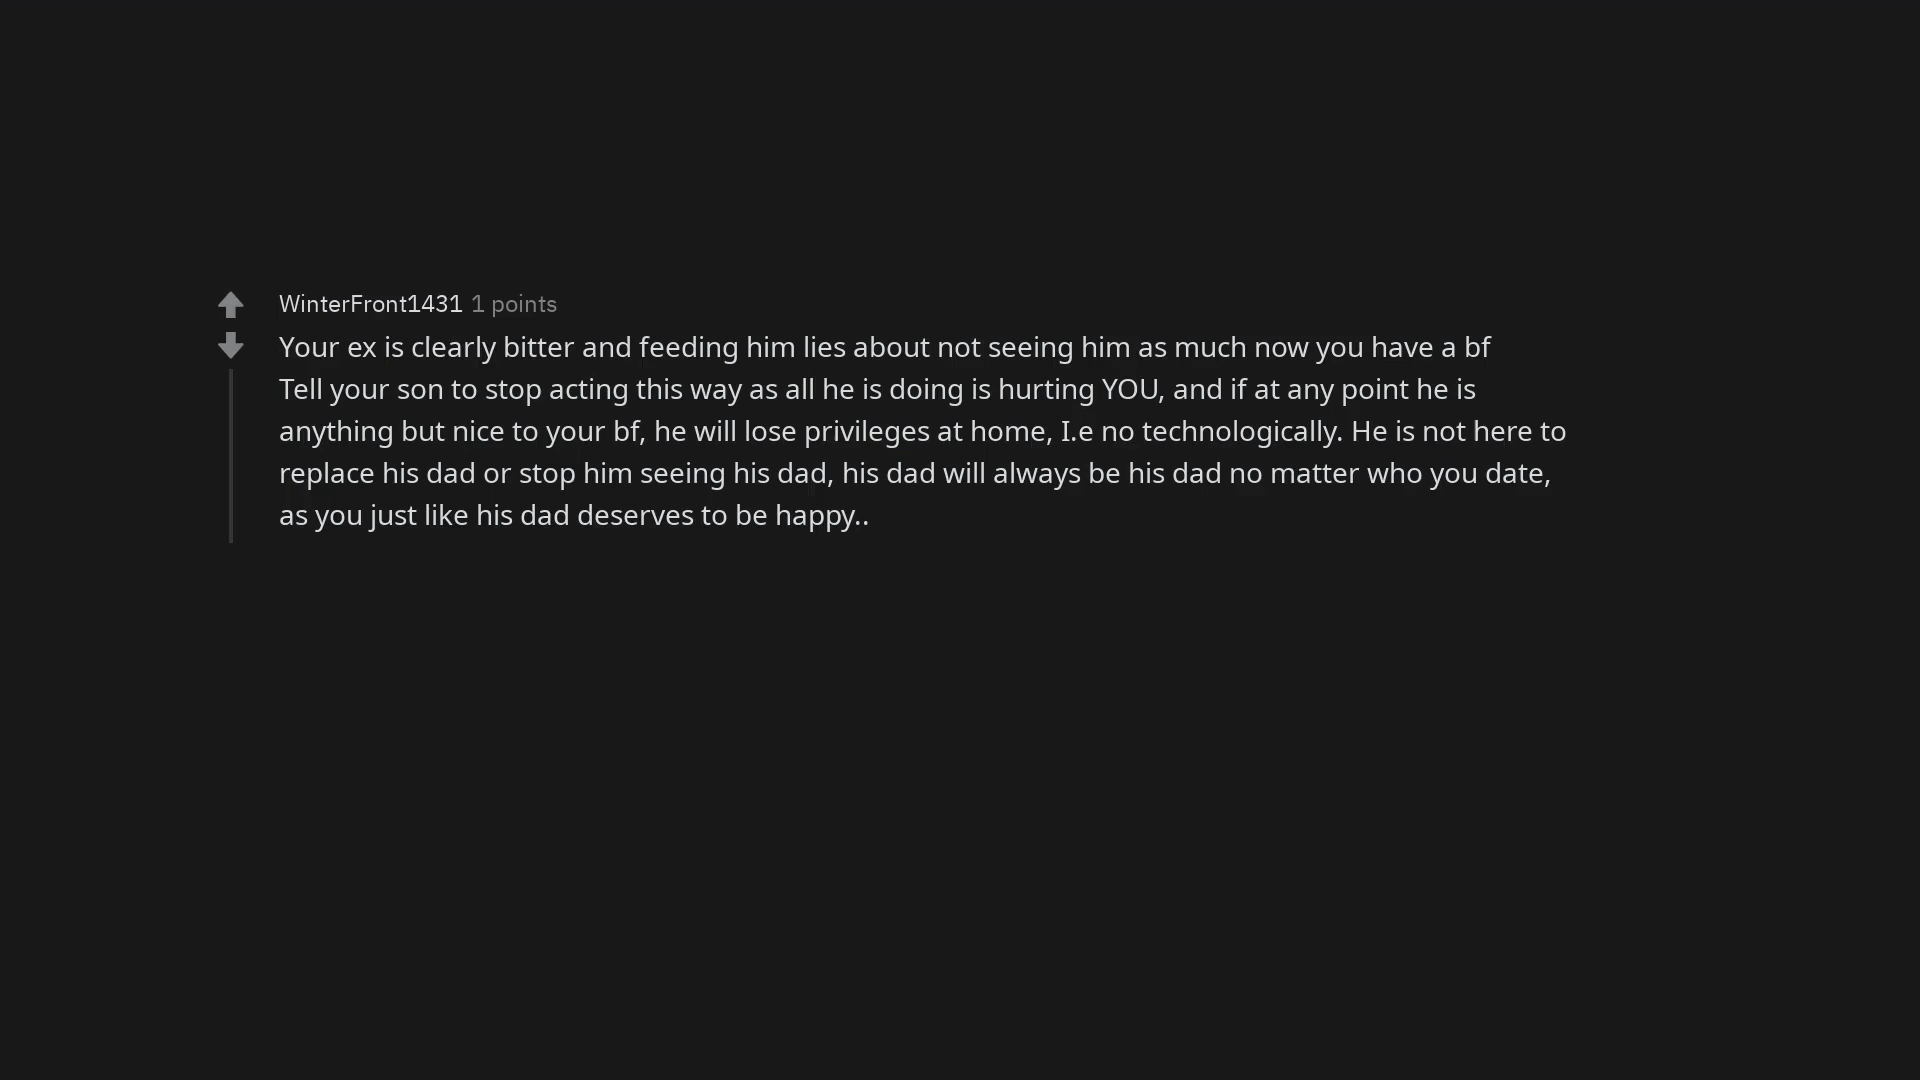 WinterFront1431 1 points
Your ex is clearly bitter and feeding him lies about not seeing him as much now you have a bf
Tell your son to stop acting this way as all he is doing is hurting YOU, and if at any point he is
anything but nice to your bf, he will lose privileges at home, I.e no technologically. He is not here to
replace his dad or stop him seeing his dad, his dad will always be his dad no matter who you date,
as you just like his dad deserves to be happy..